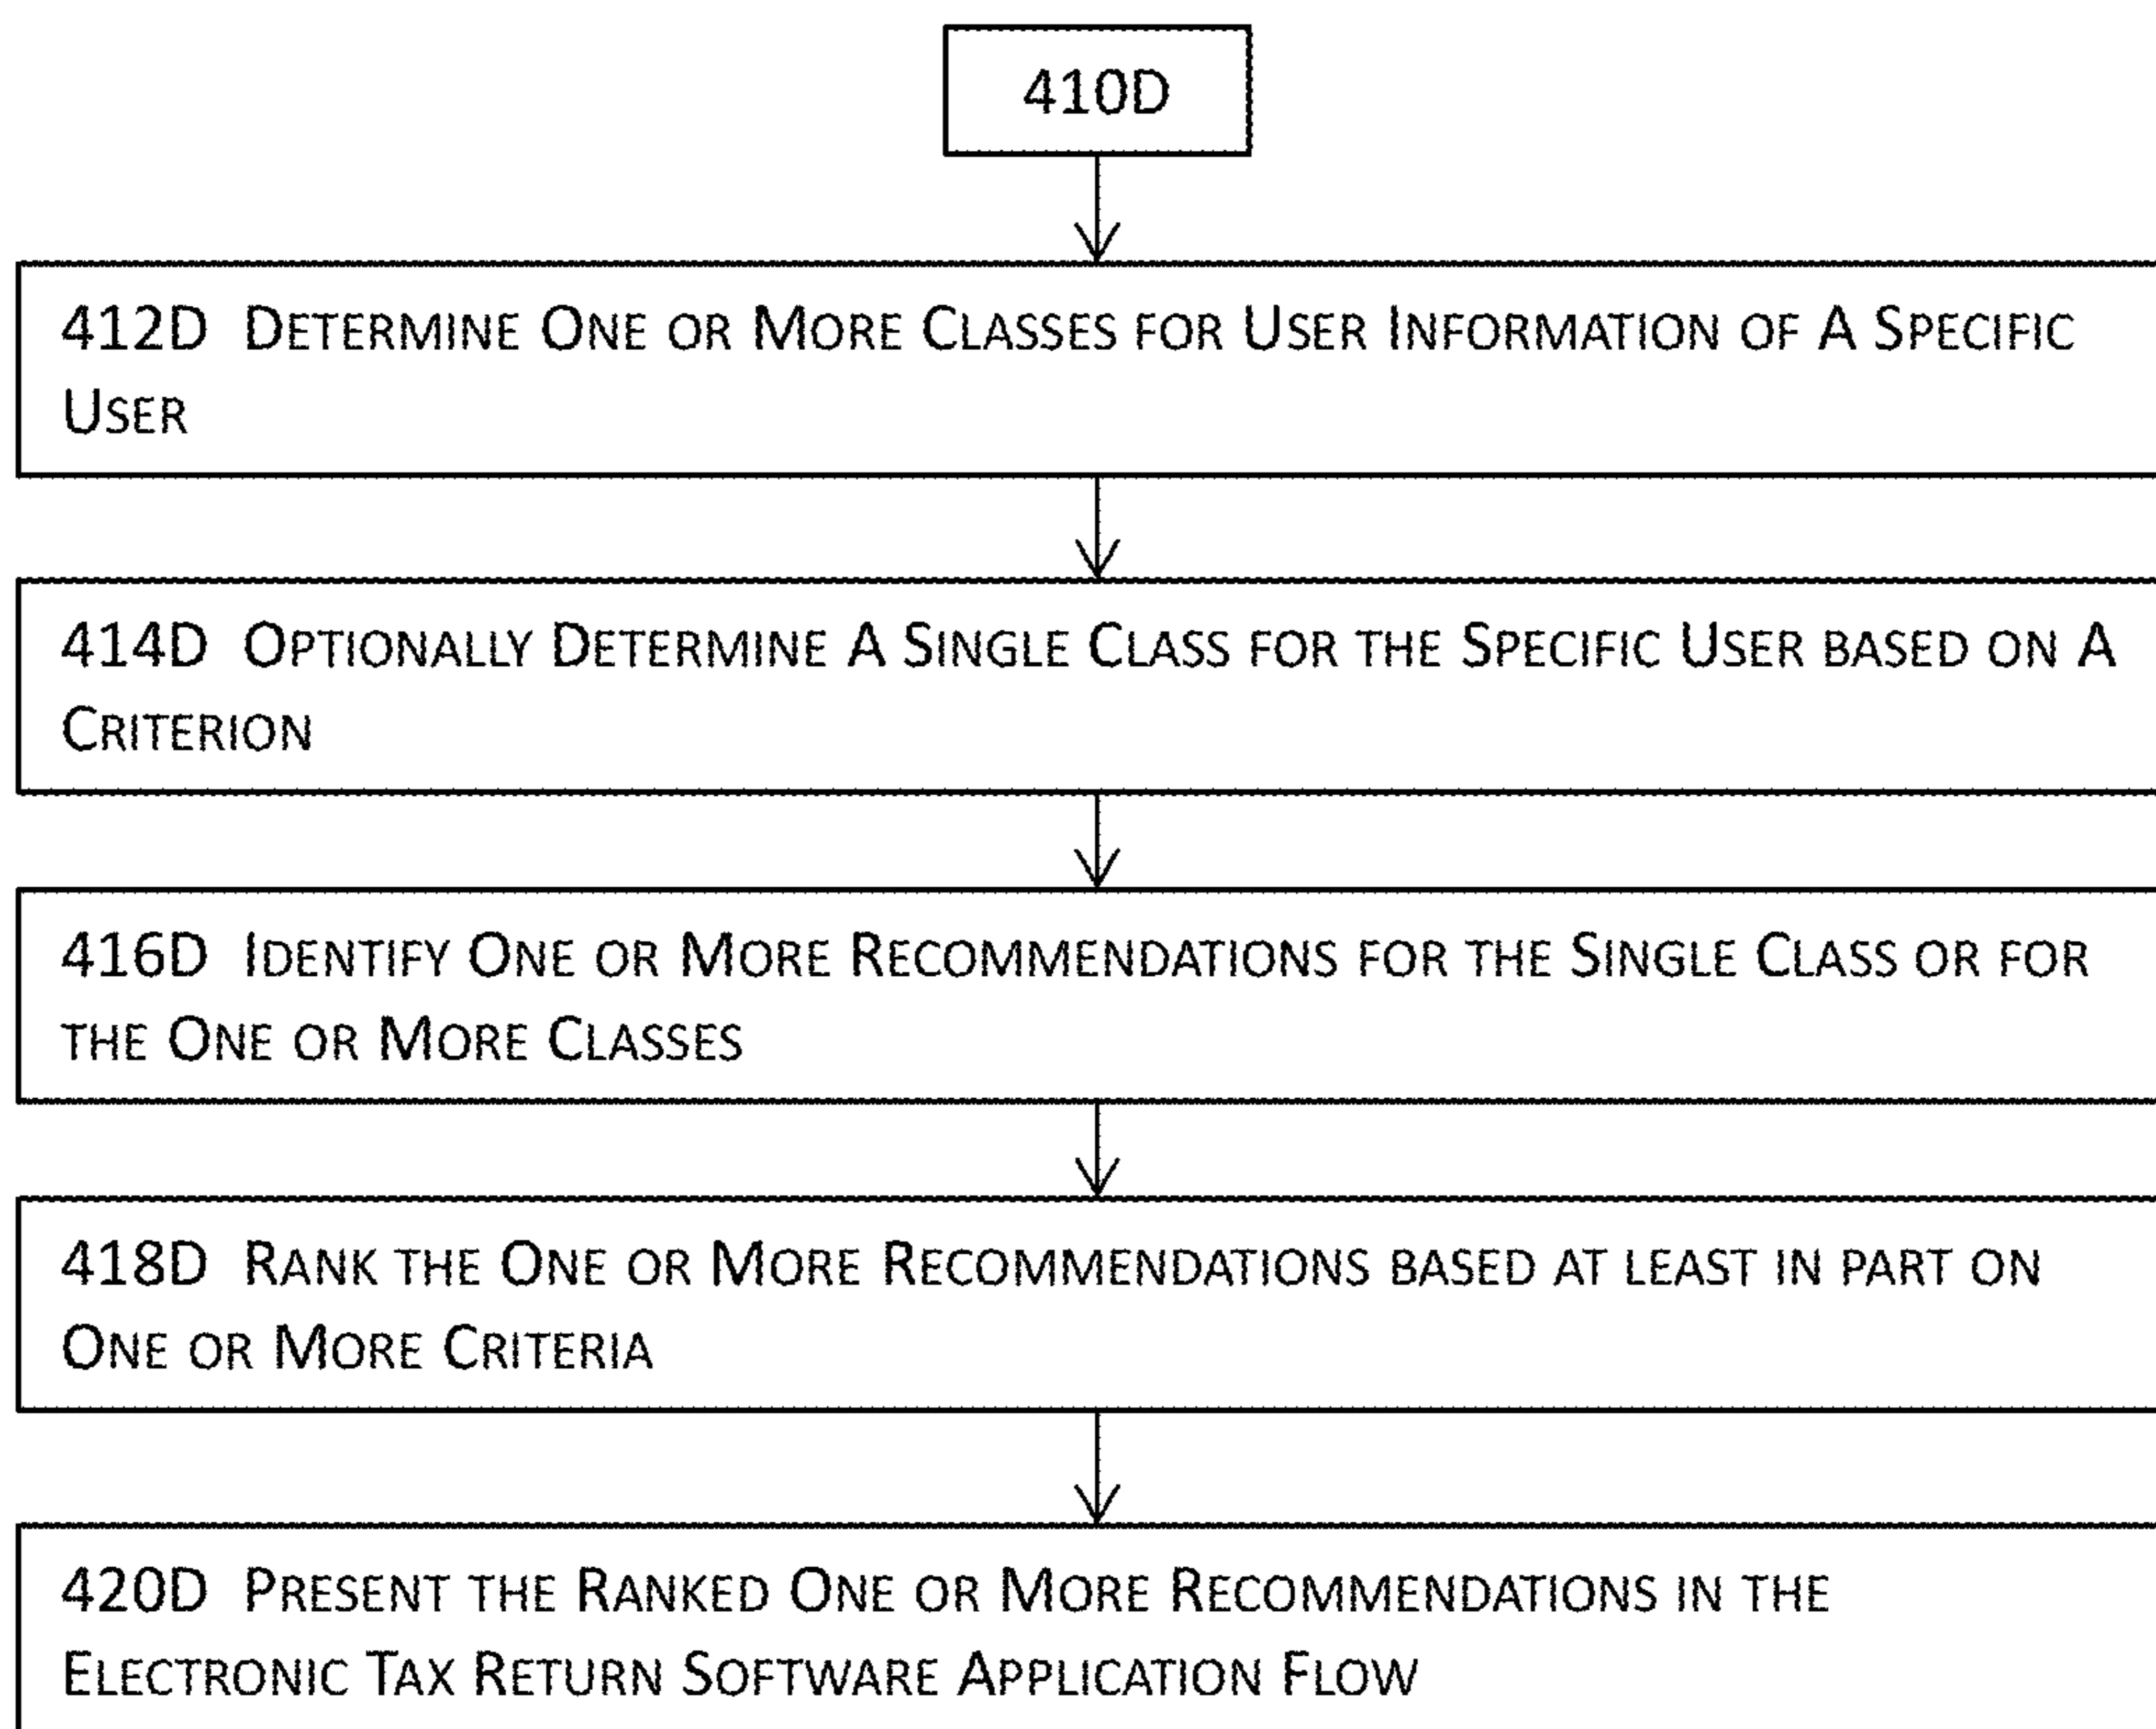 410D
412D DETERMINE ONE OR MORE CLASSES FOR USER INFORMATION OF A SPECIFIC
USER
414D OPTIONALLY DETERMINE A SINGLE CLASS FOR THE SPECIFIC USER BASED ON A
CRITERION
416D IDENTIFY ONE OR MORE RECOMMENDATIONS FOR THE SINGLE CLASS OR FOR
THE ONE OR MORE CLASSES
418D RANK THE ONE OR MORE RECOMMENDATIONS BASED AT LEAST IN PART ON
ONE OR MORE CRITERIA
420D PRESENT THE RANKED ONE OR MORE RECOMMENDATIONS IN THE
ELECTRONIC TAX RETURN SOFTWARE APPLICATION FLOW